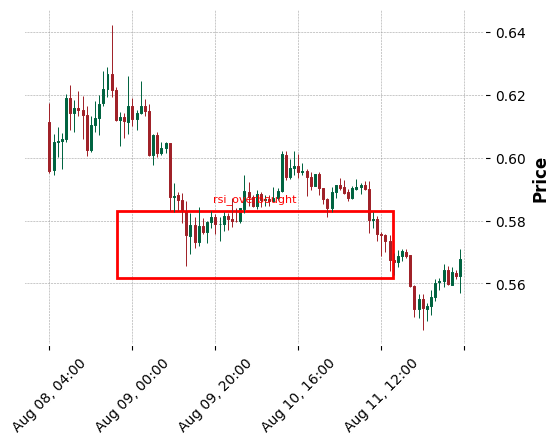 0.64
0.62
0.60
rsi_overbought
0.58
0.56
Price
Aug 08, 04:00
Aug 09, 00:00
Aug 09, 20:00
Aug 10, 16:00
Aug 11, 12:00